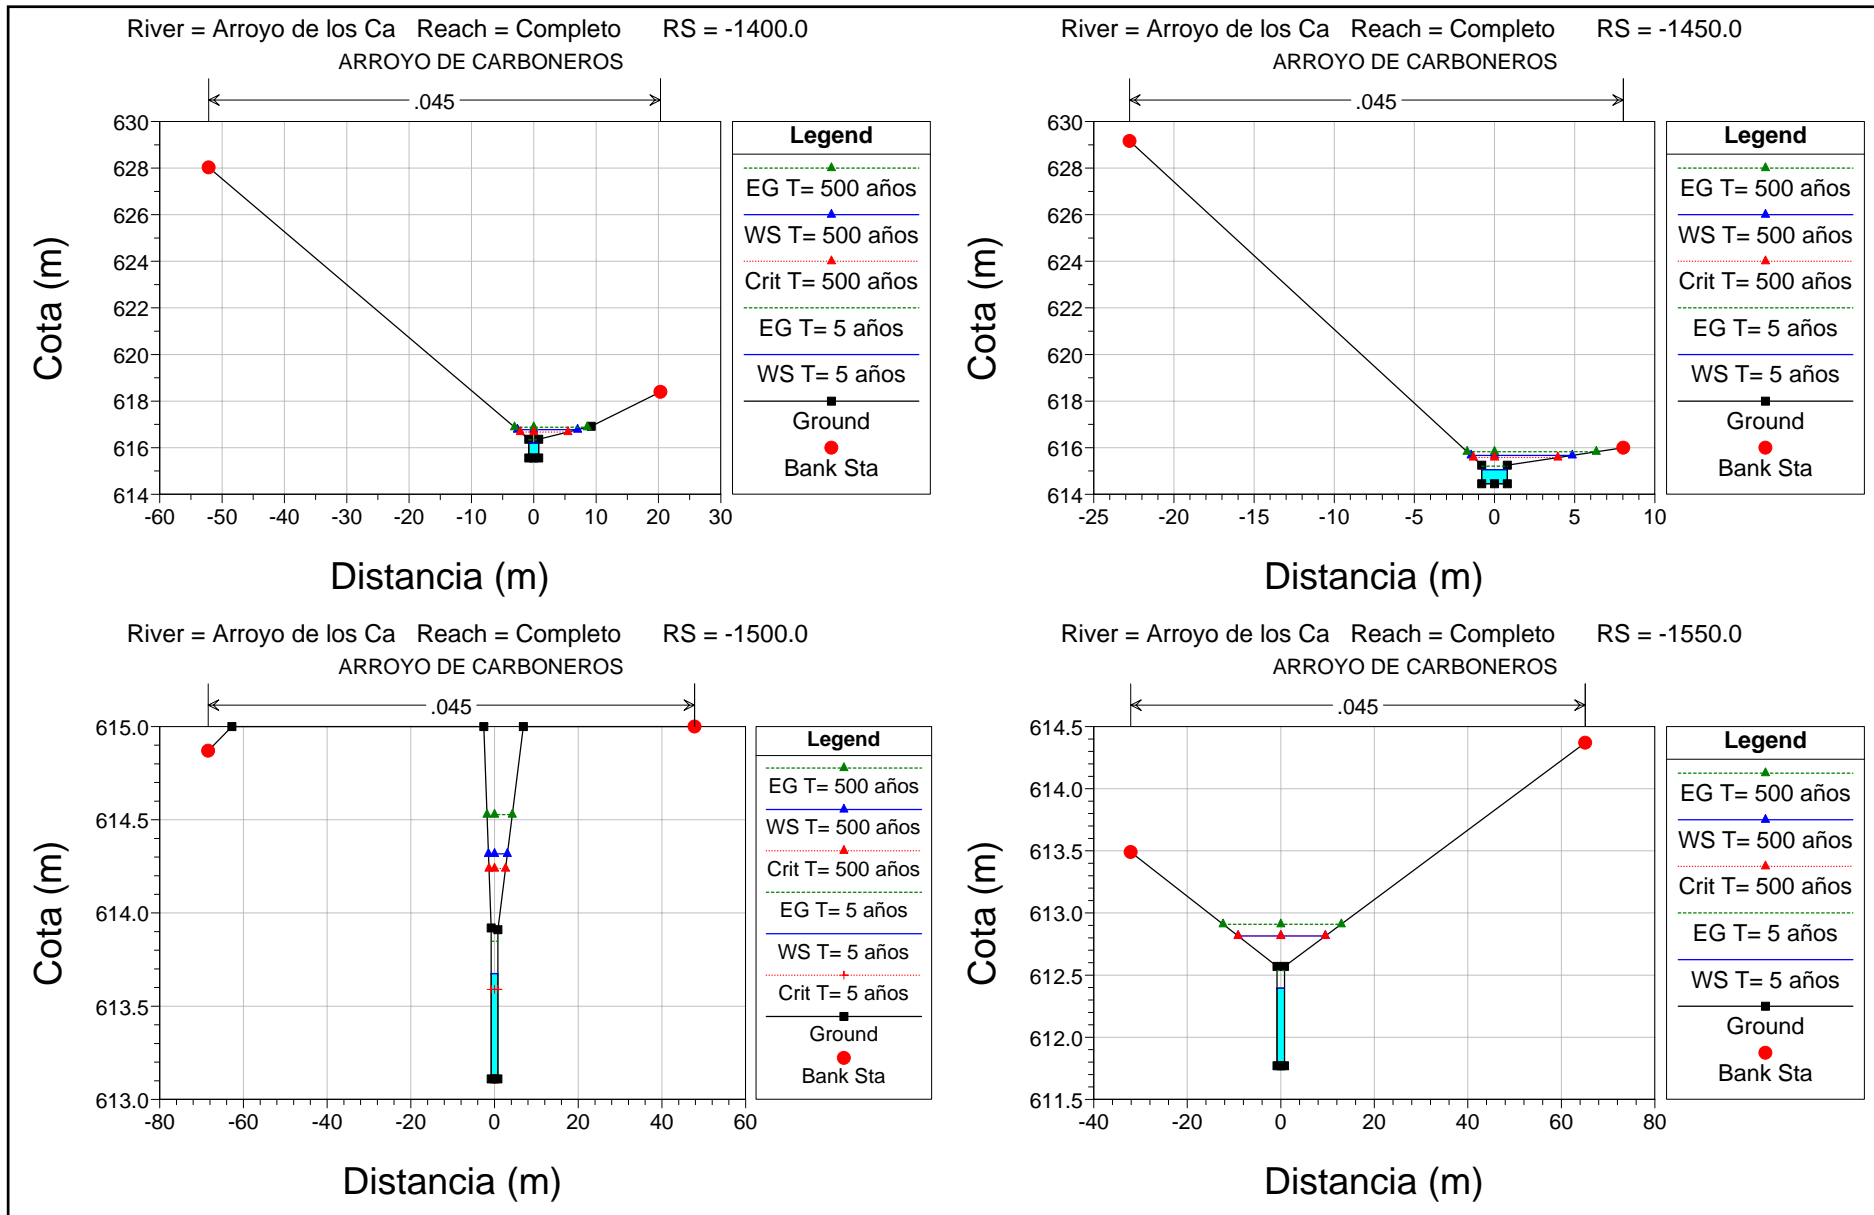 River = Arroyo de los Ca Reach = Completo RS = -1400.0
ARROYO DE CARBONEROS
.045
630
628
626
624
622
620
618
616
614
-60 -50 -40 -30 -20 -10 0 10 20 30
Cota (m)
Distancia (m)
Legend
EG T= 500 años
WS T= 500 años
Crit T= 500 años
EG T= 5 años
WS T= 5 años
Ground
Bank Sta
River = Arroyo de los Ca Reach = Completo RS = -1450.0
ARROYO DE CARBONEROS
.045
630
628
626
624
622
620
618
616
614
-25 -20 -15 -10 -5 0 5 10
Cota (m)
Distancia (m)
Legend
EG T= 500 años
WS T= 500 años
Crit T= 500 años
EG T= 5 años
WS T= 5 años
Ground
Bank Sta
River = Arroyo de los Ca Reach = Completo RS = -1500.0
ARROYO DE CARBONEROS
.045
615.0
614.5
614.0
613.5
613.0
-80 -60 -40 -20 0 20 40 60
Cota (m)
Distancia (m)
Legend
EG T= 500 años
WS T= 500 años
Crit T= 500 años
EG T= 5 años
WS T= 5 años
Crit T= 5 años
Ground
Bank Sta
River = Arroyo de los Ca Reach = Completo RS = -1550.0
ARROYO DE CARBONEROS
.045
614.5
614.0
613.5
613.0
612.5
612.0
611.5
-40 -20 0 20 40 60 80
Cota (m)
Distancia (m)
Legend
EG T= 500 años
WS T= 500 años
Crit T= 500 años
EG T= 5 años
WS T= 5 años
Ground
Bank Sta